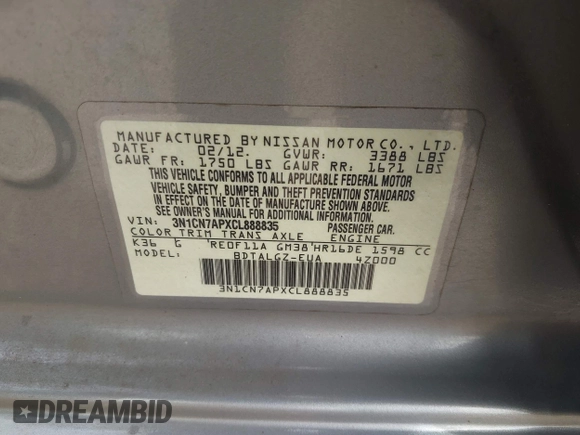 MANUFACTURED BY NISSAN MOTOR CO., LTD.
DATE: 02/12. GVWR: 3388 LBS
GAWR FR: 1750 LBS GAWR RR: 1671 LBS
THIS VEHICLE CONFORMS TO ALL APPLICABLE FEDERAL MOTOR
VEHICLE SAFETY, BUMPER AND THEFT PREVENTION STANDARDS
IN EFFECT ON THE DATE OF MANUFACTURE SHOWN ABOVE.
SEE OWNER'S MANUAL FOR ADDITIONAL INFORMATION.
VIN: 3N1CN7APXCL888835 PASSENGER CAR.
COLOR TRIM TRANS AXLE ENGINE
K36 G RE0F11A GM38 HR16DE 1598 CC
MODEL: BDTALGZ-EUA 4Z000
3N1CN7APXCL888835
DREAMBID